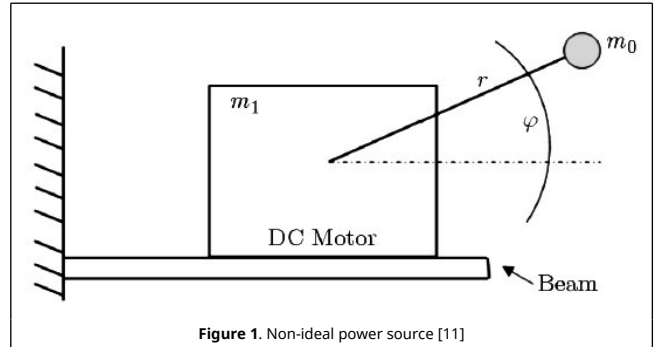 m₀
r
m₁
φ
DC Motor
Beam
Figure 1. Non-ideal power source [11]